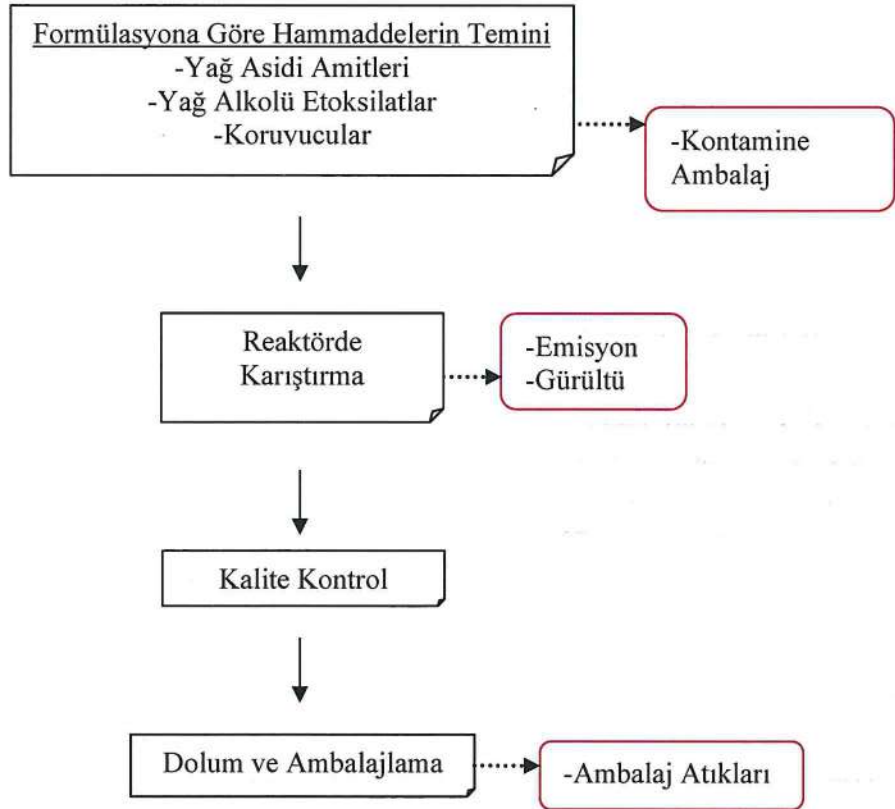 Formülasyona Göre Hammaddelerin Temini
-Yağ Asidi Amitleri
-Yağ Alkolü Etoksilatlar
-Koruyucular
-Kontamine
Ambalaj
Reaktörde
Karıştırma
-Emisyon
-Gürültü
Kalite Kontrol
Dolum ve Ambalajlama
-Ambalaj Atıkları